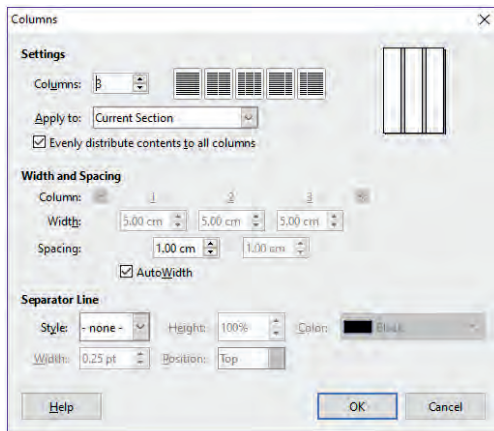 Columns
Settings
Columns: 3
Apply to: Current Section
Evenly distribute contents to all columns
Width and Spacing
Column: 1 2 3
Width: 5.00 cm 5.00 cm 5.00 cm
Spacing: 1.00 cm 1.00 cm
AutoWidth
Separator Line
Style: - none - Height: 100% Color: Black
Width: 0.25 pt Position: Top
Help OK Cancel